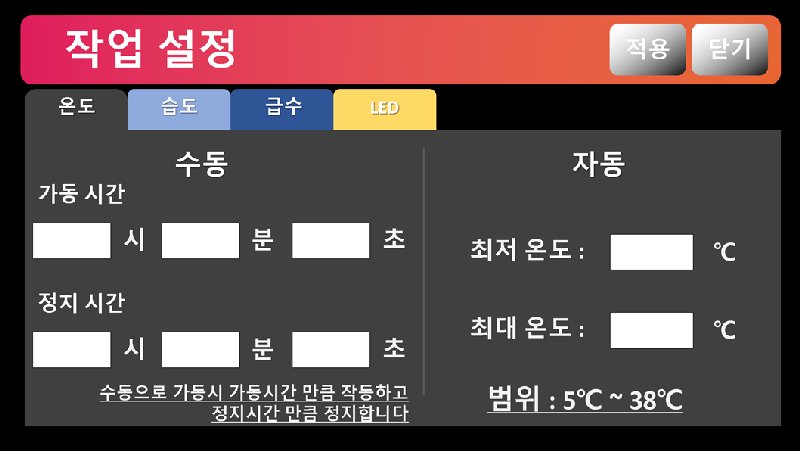 작업 설정
적용 닫기
온도 습도 급수 LED
수동
가동 시간
시 분 초
정지 시간
시 분 초
수동으로 가동시 가동시간 만큼 작동하고
정지시간 만큼 정지합니다
자동
최저 온도 : ℃
최대 온도 : ℃
범위 : 5℃ ~ 38℃